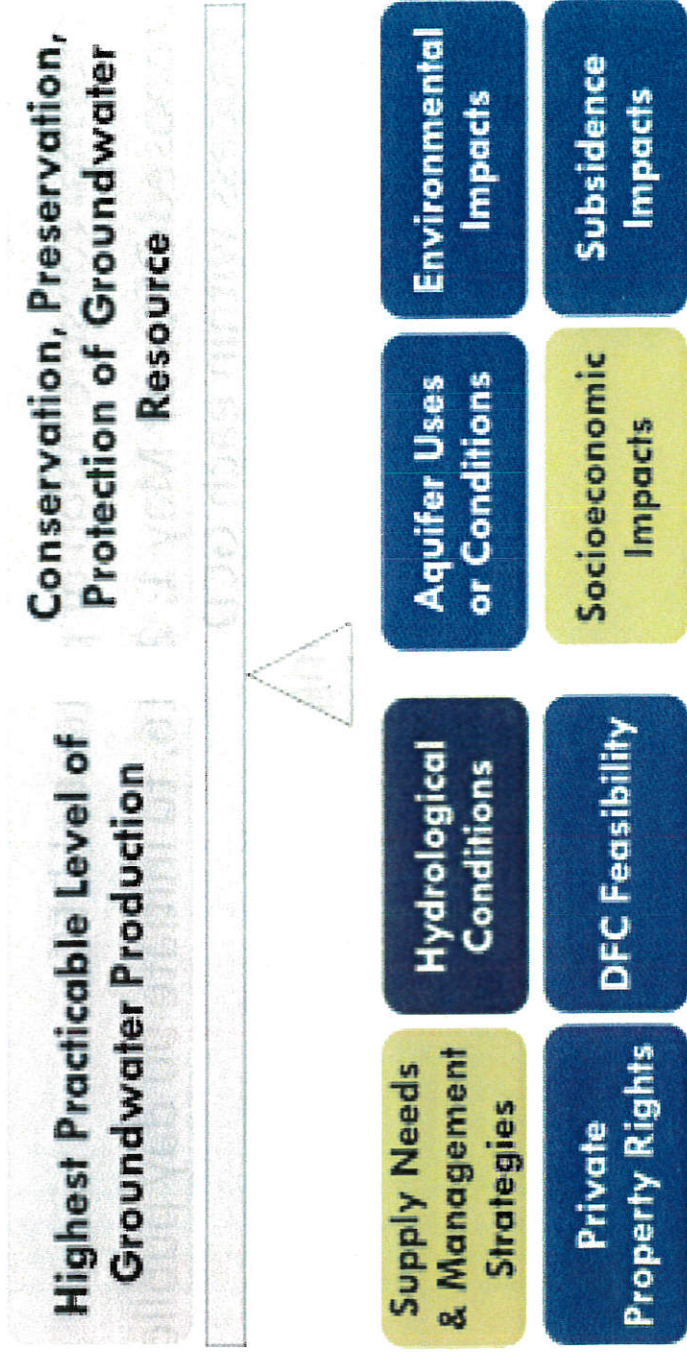 Highest Practicable Level of
Groundwater Production
Conservation, Preservation,
Protection of Groundwater
Resource
Supply Needs
& Management
Strategies
Hydrological
Conditions
Aquifer Uses
or Conditions
Environmental
Impacts
Private
Property Rights
DFC Feasibility
Socioeconomic
Impacts
Subsidence
Impacts